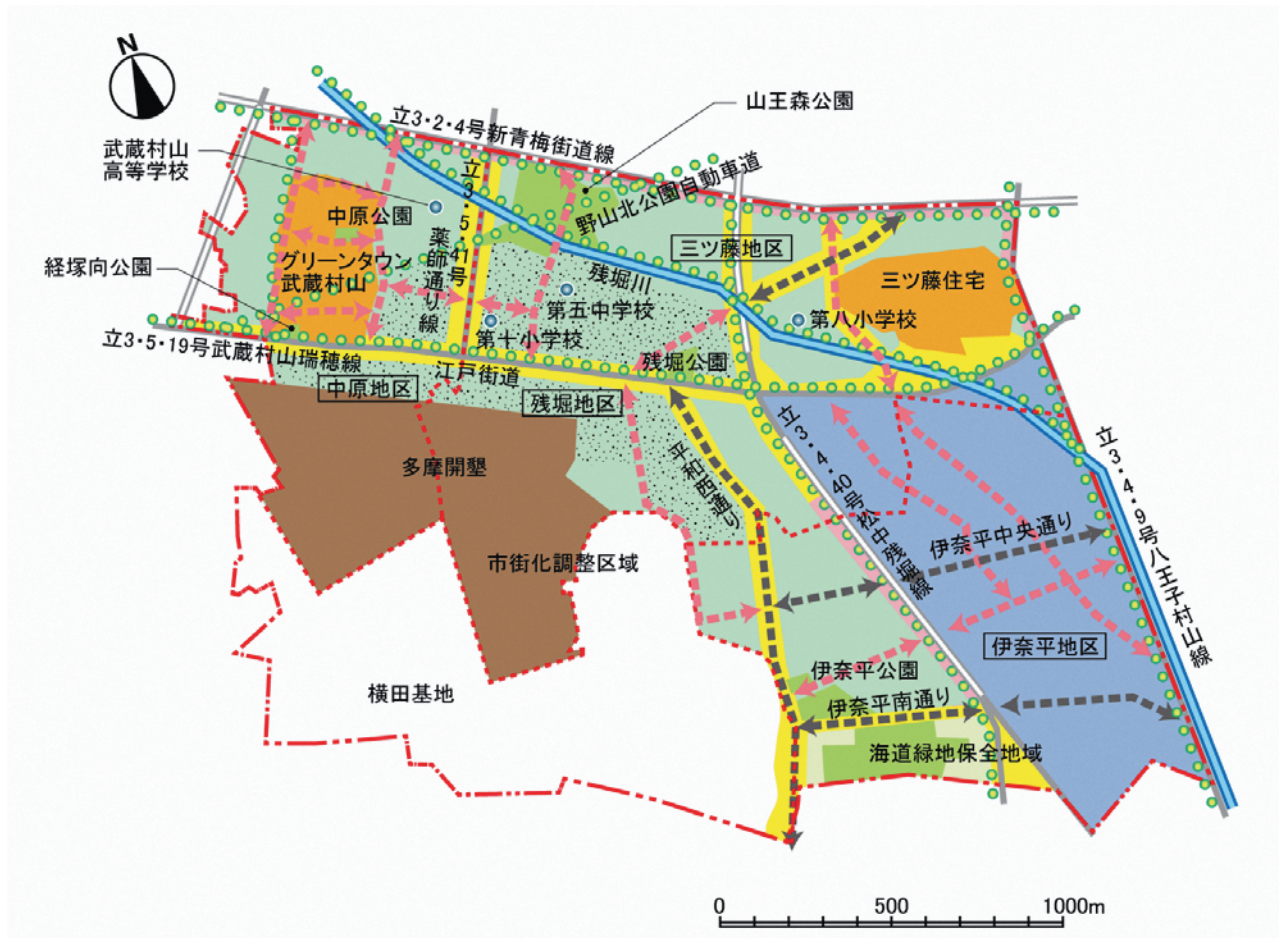 N
山王森公園
立3・2・4号新青梅街道線
武蔵村山
高等学校
立3・5・41号
野山北公園自動車道
中原公園
薬師通り線
三ツ藤地区
経塚向公園
グリーンタウン
武蔵村山
残堀川
三ツ藤住宅
第五中学校
第八小学校
第十小学校
立3・5・19号武蔵村山瑞穂線
江戸街道
残堀公園
中原地区
残堀地区
立3・4・40号松中残堀線
立3・4・9号八王子村山線
多摩開墾
平和西通り
伊奈平中央通り
市街化調整区域
伊奈平地区
伊奈平公園
横田基地
伊奈平南通り
海道緑地保全地域
0 500 1000m